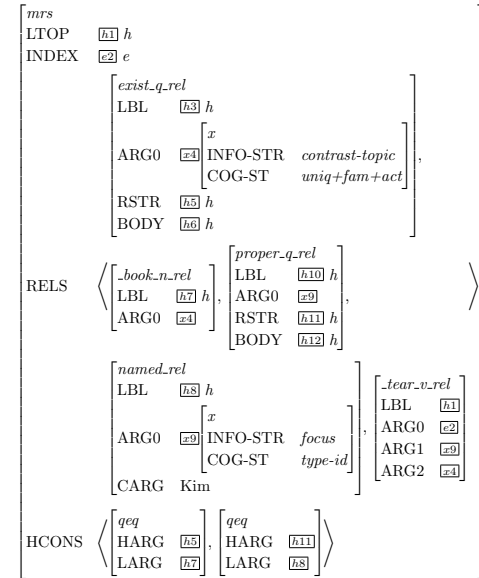 mrs
LTOP h1 h
INDEX e2 e
exist_q_rel
LBL h3 h
ARG0 x4 x
INFO-STR contrast-topic
COG-ST uniq+fam+act
,
RSTR h5 h
BODY h6 h
RELS ⟨
_book_n_rel
LBL h7 h
ARG0 x4
,
proper_q_rel
LBL h10 h
ARG0 x9
RSTR h11 h
BODY h12 h
,
⟩
named_rel
LBL h8 h
ARG0 x9 x
INFO-STR focus
COG-ST type-id
CARG Kim
,
_tear_v_rel
LBL h1
ARG0 e2
ARG1 x9
ARG2 x4
HCONS ⟨
qeq
HARG h5
LARG h7
,
qeq
HARG h11
LARG h8
⟩